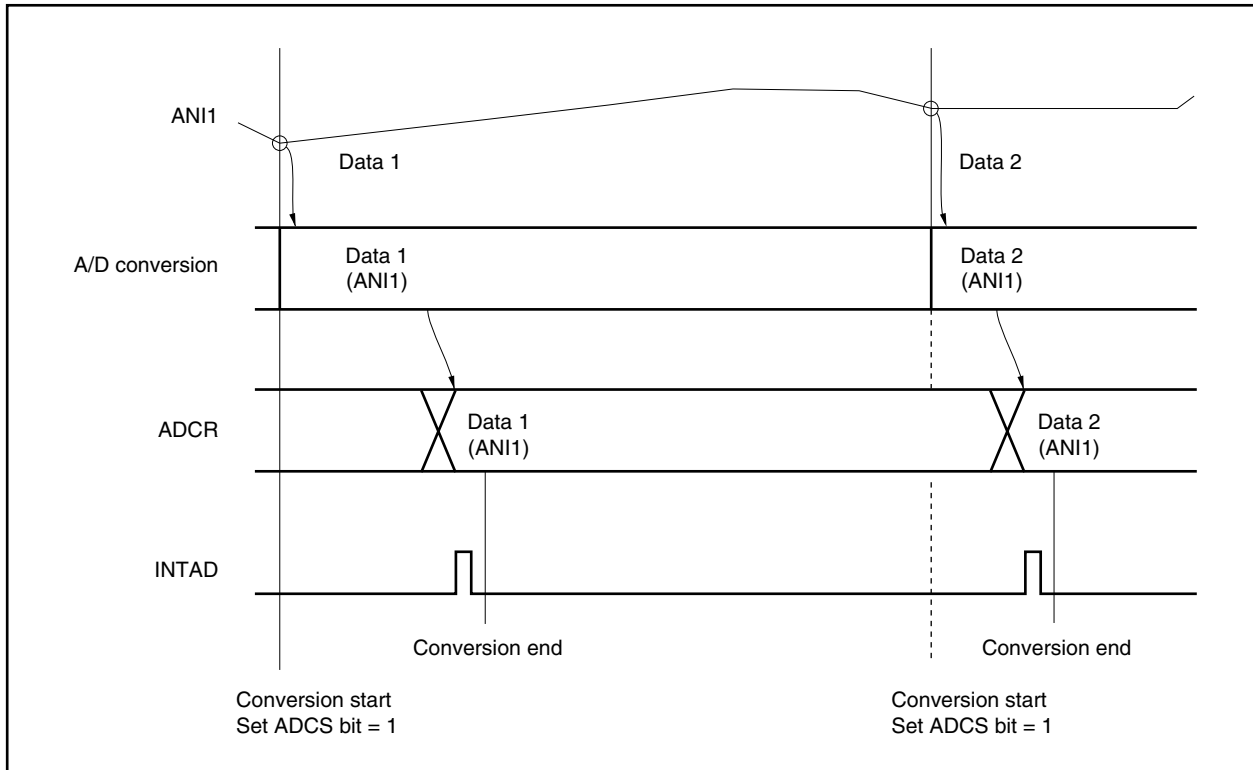 ANI1
Data 1
Data 2
A/D conversion
Data 1
(ANI1)
Data 2
(ANI1)
ADCR
Data 1
(ANI1)
Data 2
(ANI1)
INTAD
Conversion end
Conversion end
Conversion start
Set ADCS bit = 1
Conversion start
Set ADCS bit = 1